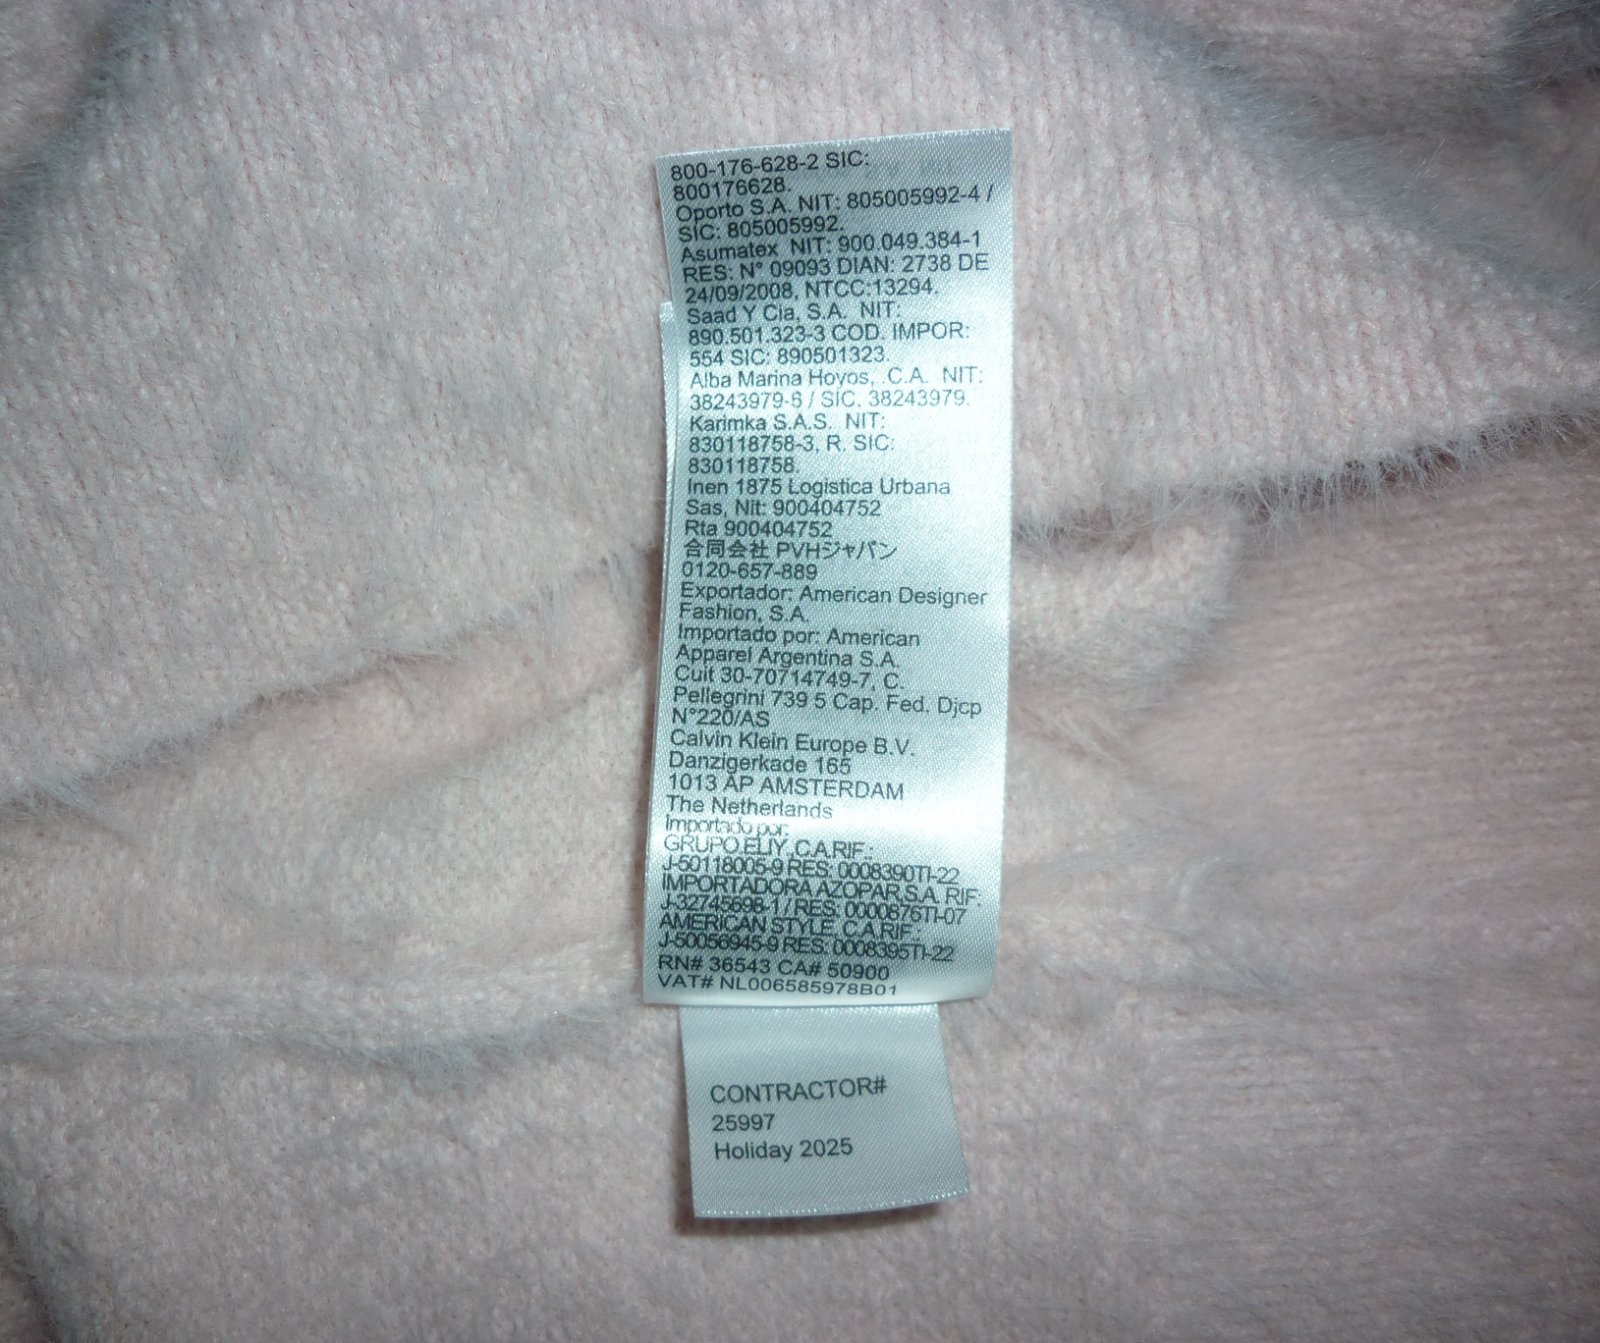 800-176-628-2 SIC:
800176628.
Oporto S.A. NIT: 805005992-4 /
SIC: 805005992.
Asumatex NIT: 900.049.384-1
RES: N° 09093 DIAN: 2738 DE
24/09/2008, NTCC:13294.
Saad Y Cia, S.A. NIT:
890.501.323-3 COD. IMPOR:
554 SIC: 890501323.
Alba Marina Hoyos, .C.A. NIT:
38243979-6 / SIC. 38243979.
Karimka S.A.S. NIT:
830118758-3, R. SIC:
830118758.
Inen 1875 Logistica Urbana
Sas, Nit: 900404752
Rta 900404752
合同会社 PVHジャパン
0120-657-889
Exportador: American Designer
Fashion, S.A.
Importado por: American
Apparel Argentina S.A.
Cuit 30-70714749-7, C.
Pellegrini 739 5 Cap. Fed. Djcp
N°220/AS
Calvin Klein Europe B.V.
Danzigerkade 165
1013 AP AMSTERDAM
The Netherlands
Importado por:
GRUPO ELIY, C.A RIF.:
J-50118005-9 RES: 0008390TI-22
IMPORTADORA AZOPAR,S.A. RIF:
J-32745698-1 / RES: 0000876TI-07
AMERICAN STYLE, C.A RIF.:
J-50056945-9 RES: 0008395TI-22
RN# 36543 CA# 50900
VAT# NL006585978B01
CONTRACTOR#
25997
Holiday 2025